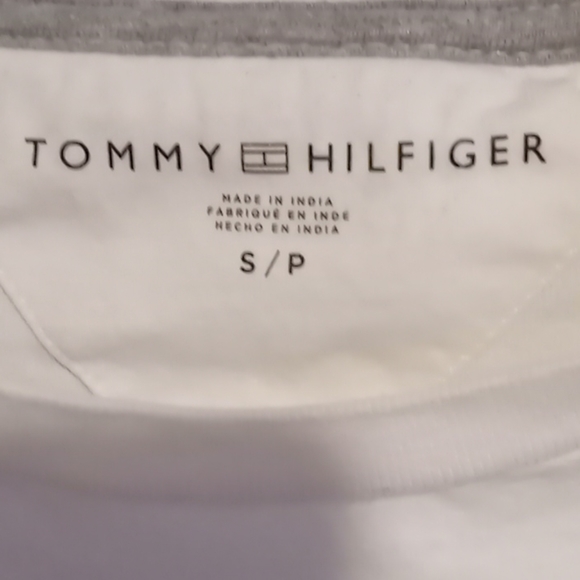 TOMMY HILFIGER
MADE IN INDIA
FABRIQUÉ EN INDE
HECHO EN INDIA
S/P